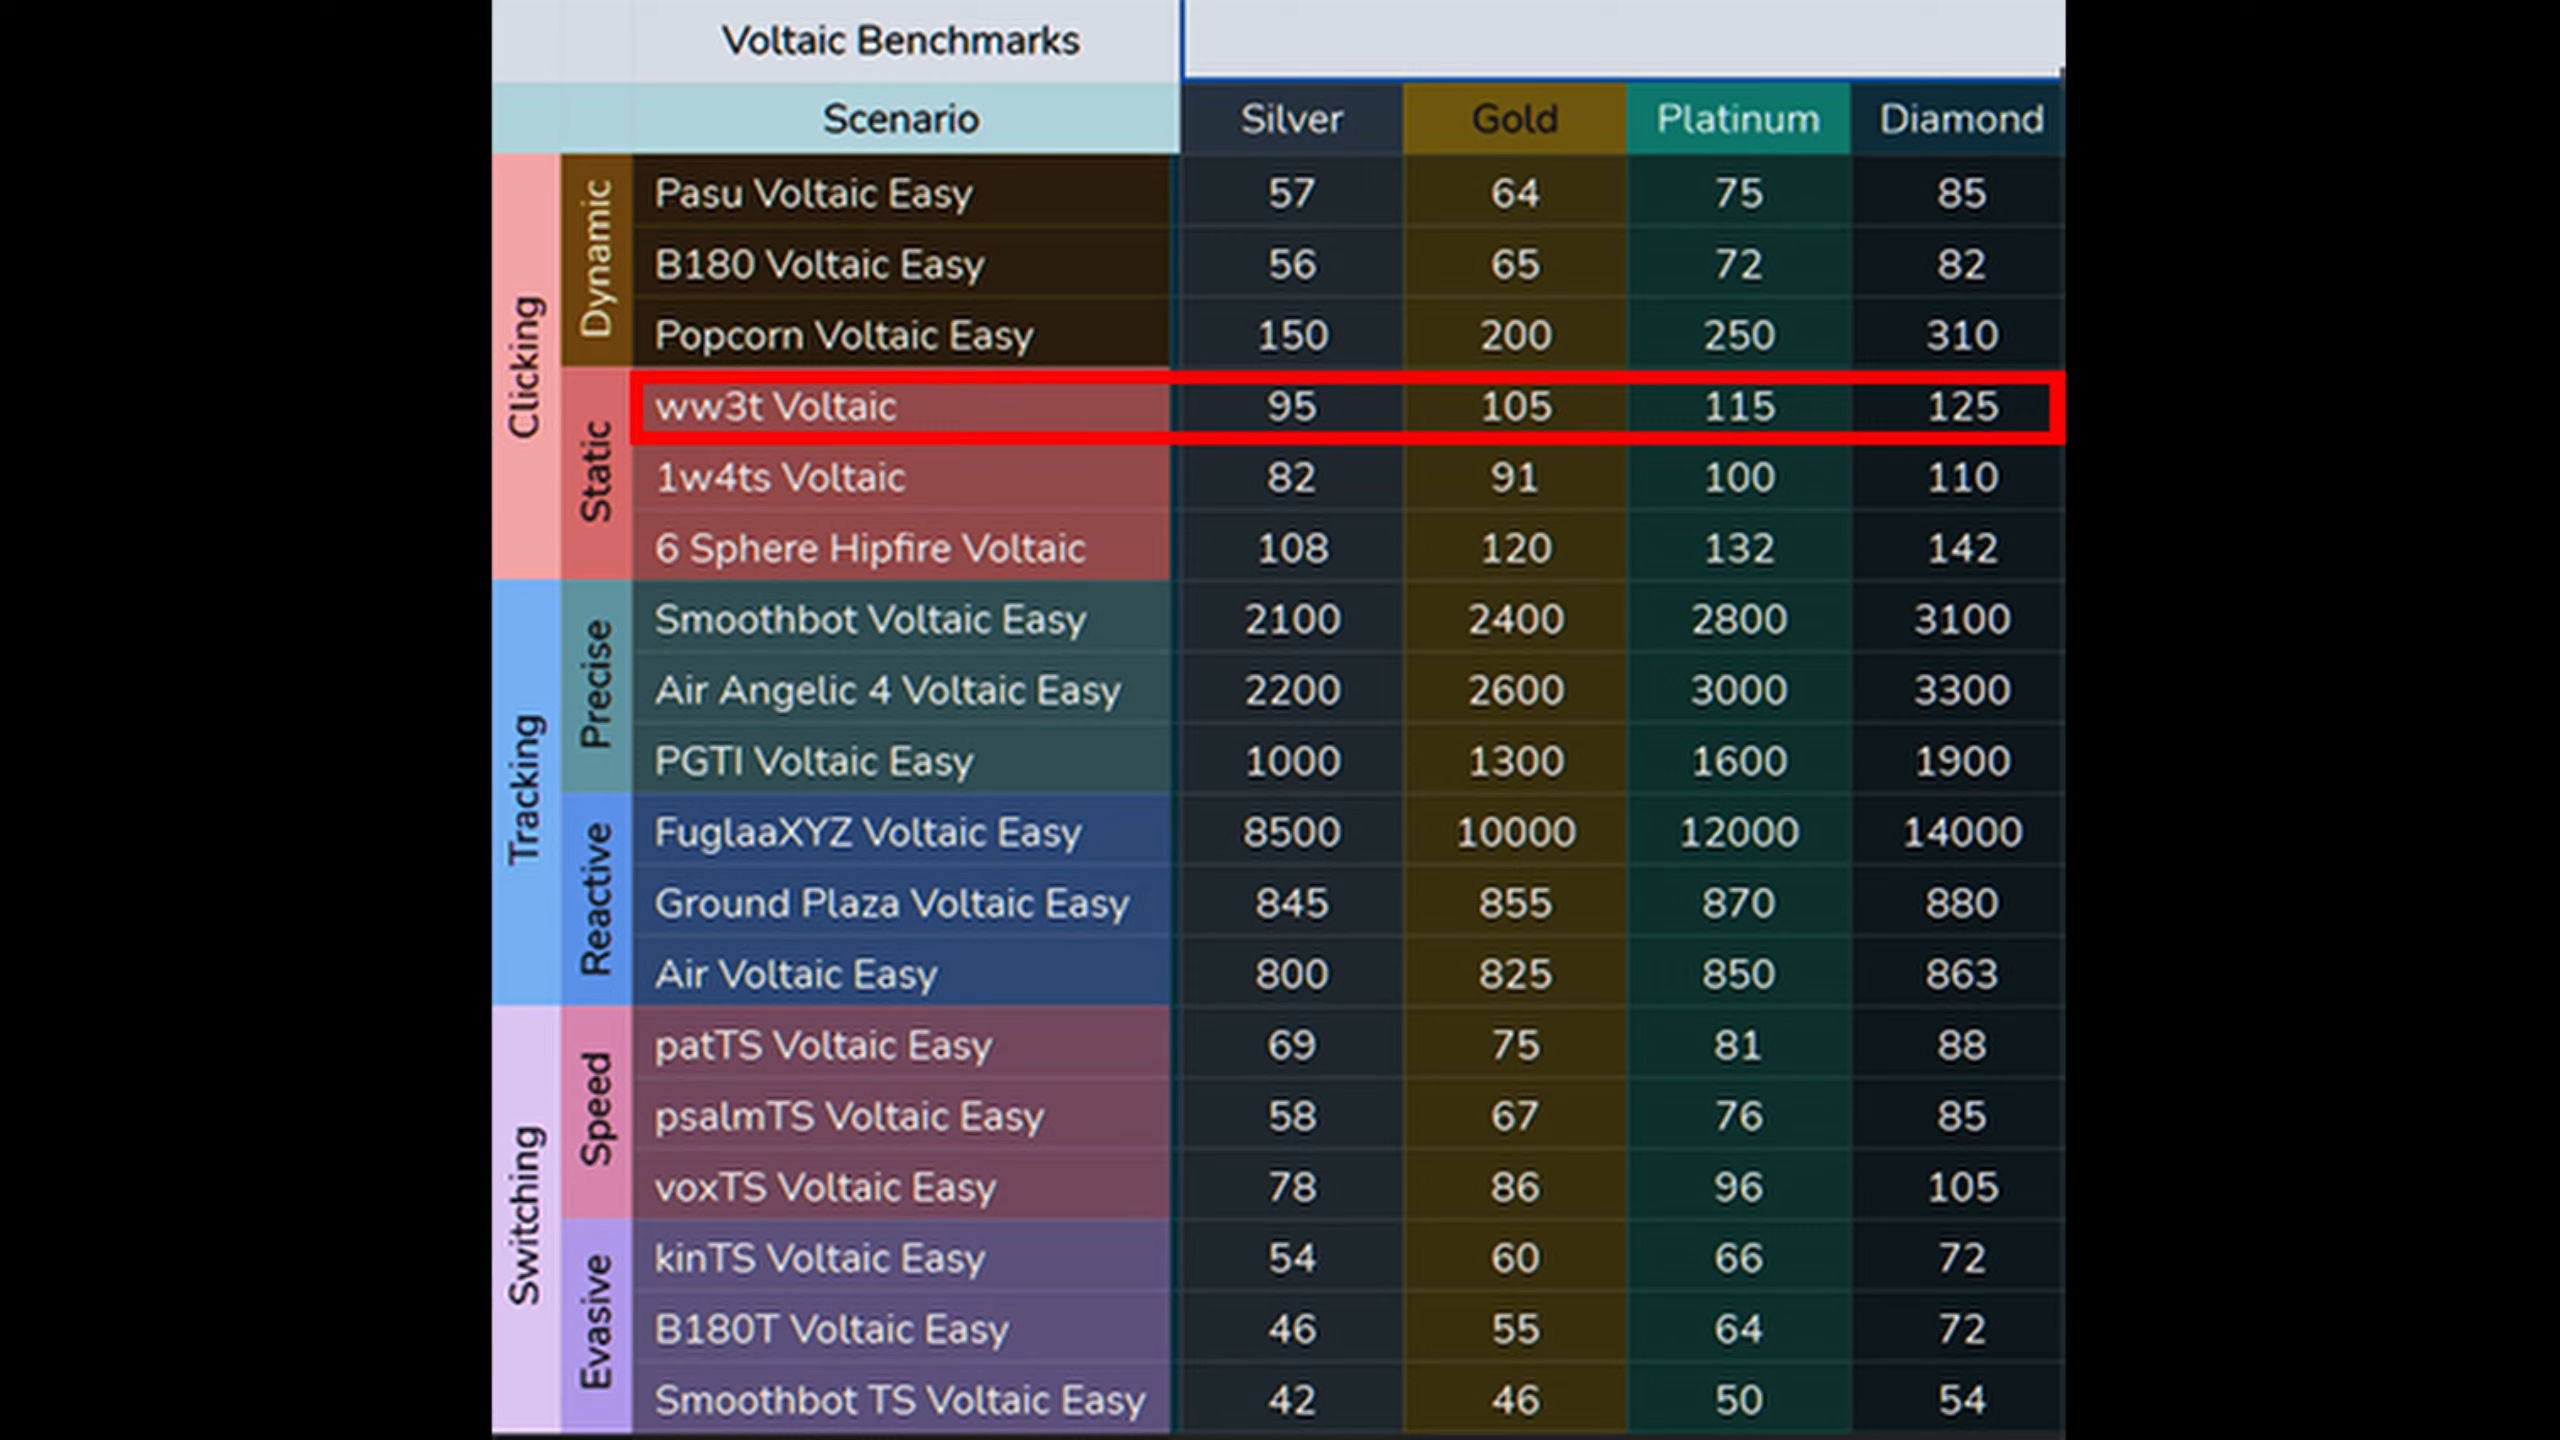 Voltaic Benchmarks
Scenario Silver Gold Platinum Diamond
Clicking
Dynamic
Pasu Voltaic Easy 57 64 75 85
B180 Voltaic Easy 56 65 72 82
Popcorn Voltaic Easy 150 200 250 310
Static
ww3t Voltaic 95 105 115 125
1w4ts Voltaic 82 91 100 110
6 Sphere Hipfire Voltaic 108 120 132 142
Tracking
Precise
Smoothbot Voltaic Easy 2100 2400 2800 3100
Air Angelic 4 Voltaic Easy 2200 2600 3000 3300
PGTI Voltaic Easy 1000 1300 1600 1900
Reactive
FuglaaXYZ Voltaic Easy 8500 10000 12000 14000
Ground Plaza Voltaic Easy 845 855 870 880
Air Voltaic Easy 800 825 850 863
Switching
Speed
patTS Voltaic Easy 69 75 81 88
psalmTS Voltaic Easy 58 67 76 85
voxTS Voltaic Easy 78 86 96 105
Evasive
kinTS Voltaic Easy 54 60 66 72
B180T Voltaic Easy 46 55 64 72
Smoothbot TS Voltaic Easy 42 46 50 54